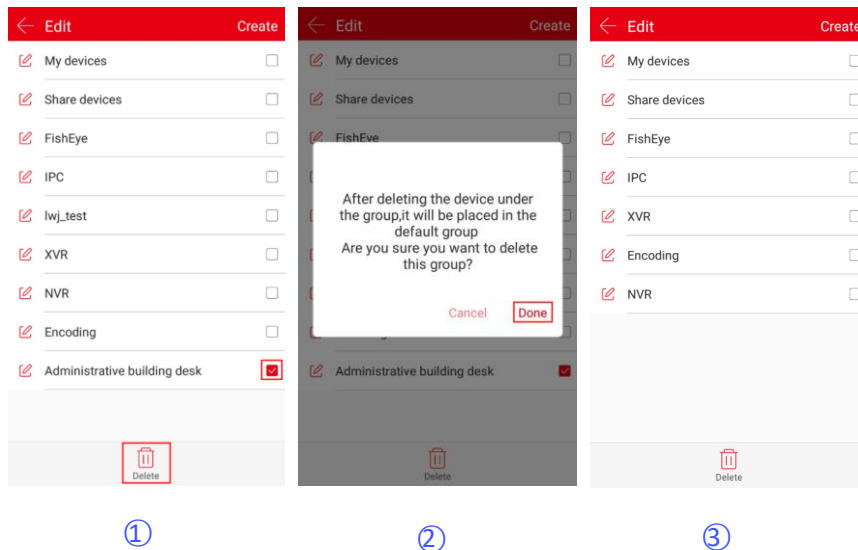 Edit Create
My devices
Share devices
FishEye
IPC
lwj_test
XVR
NVR
Encoding
Administrative building desk
Delete
①
Edit Create
My devices
Share devices
FishEye
After deleting the device under
the group,it will be placed in the
default group
Are you sure you want to delete
this group?
Cancel Done
Administrative building desk
Delete
②
Edit Create
My devices
Share devices
FishEye
IPC
XVR
Encoding
NVR
Delete
③